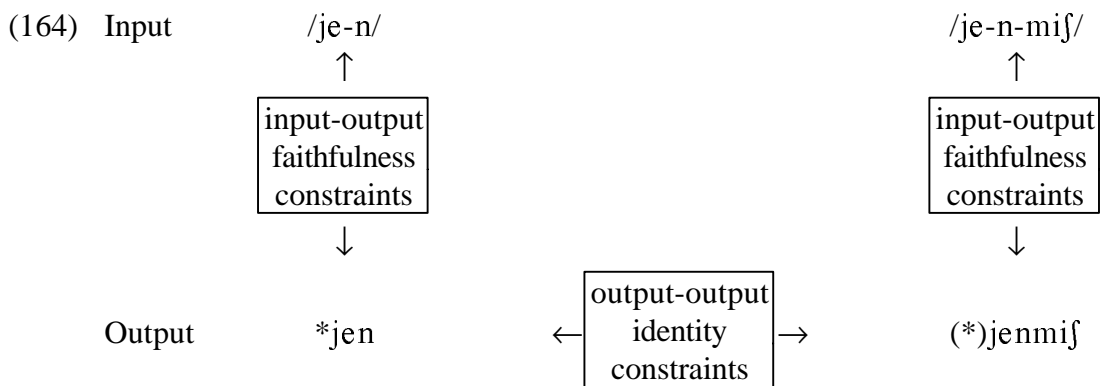 (164) Input /je-n/ /je-n-miʃ/
↑ ↑
input-output input-output
faithfulness faithfulness
constraints constraints
↓ ↓
output-output
Output *jen ← identity → (*)jenmiʃ
constraints